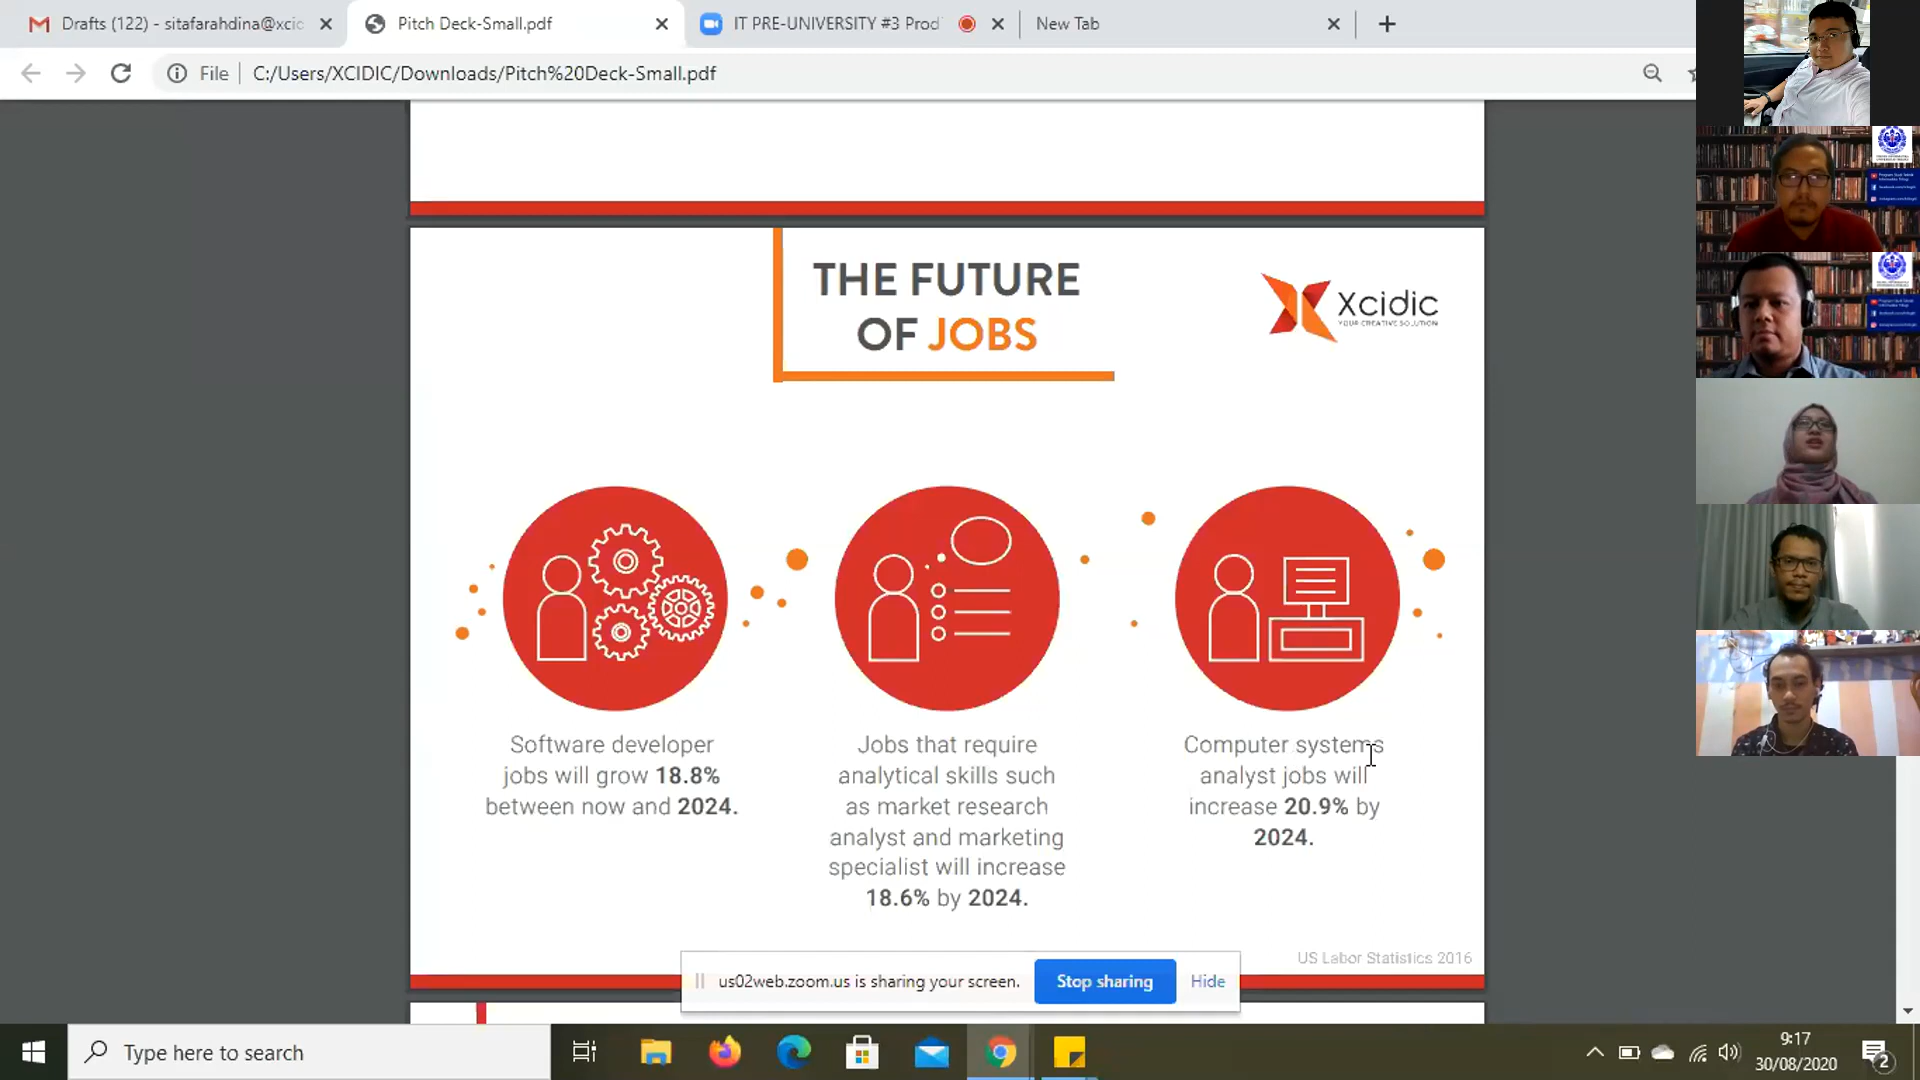 Drafts (122) - sitafarahdina@xcic
Pitch Deck-Small.pdf
IT PRE-UNIVERSITY #3 Prod
New Tab
File
C:/Users/XCIDIC/Downloads/Pitch%20Deck-Small.pdf
THE FUTURE
OF JOBS
Xcidic
YOUR CREATIVE SOLUTION
Software developer
jobs will grow 18.8%
between now and 2024.
Jobs that require
analytical skills such
as market research
analyst and marketing
specialist will increase
18.6% by 2024.
Computer systems
analyst jobs will
increase 20.9% by
2024.
US Labor Statistics 2016
us02web.zoom.us is sharing your screen.
Stop sharing
Hide
Type here to search
9:17
30/08/2020
2